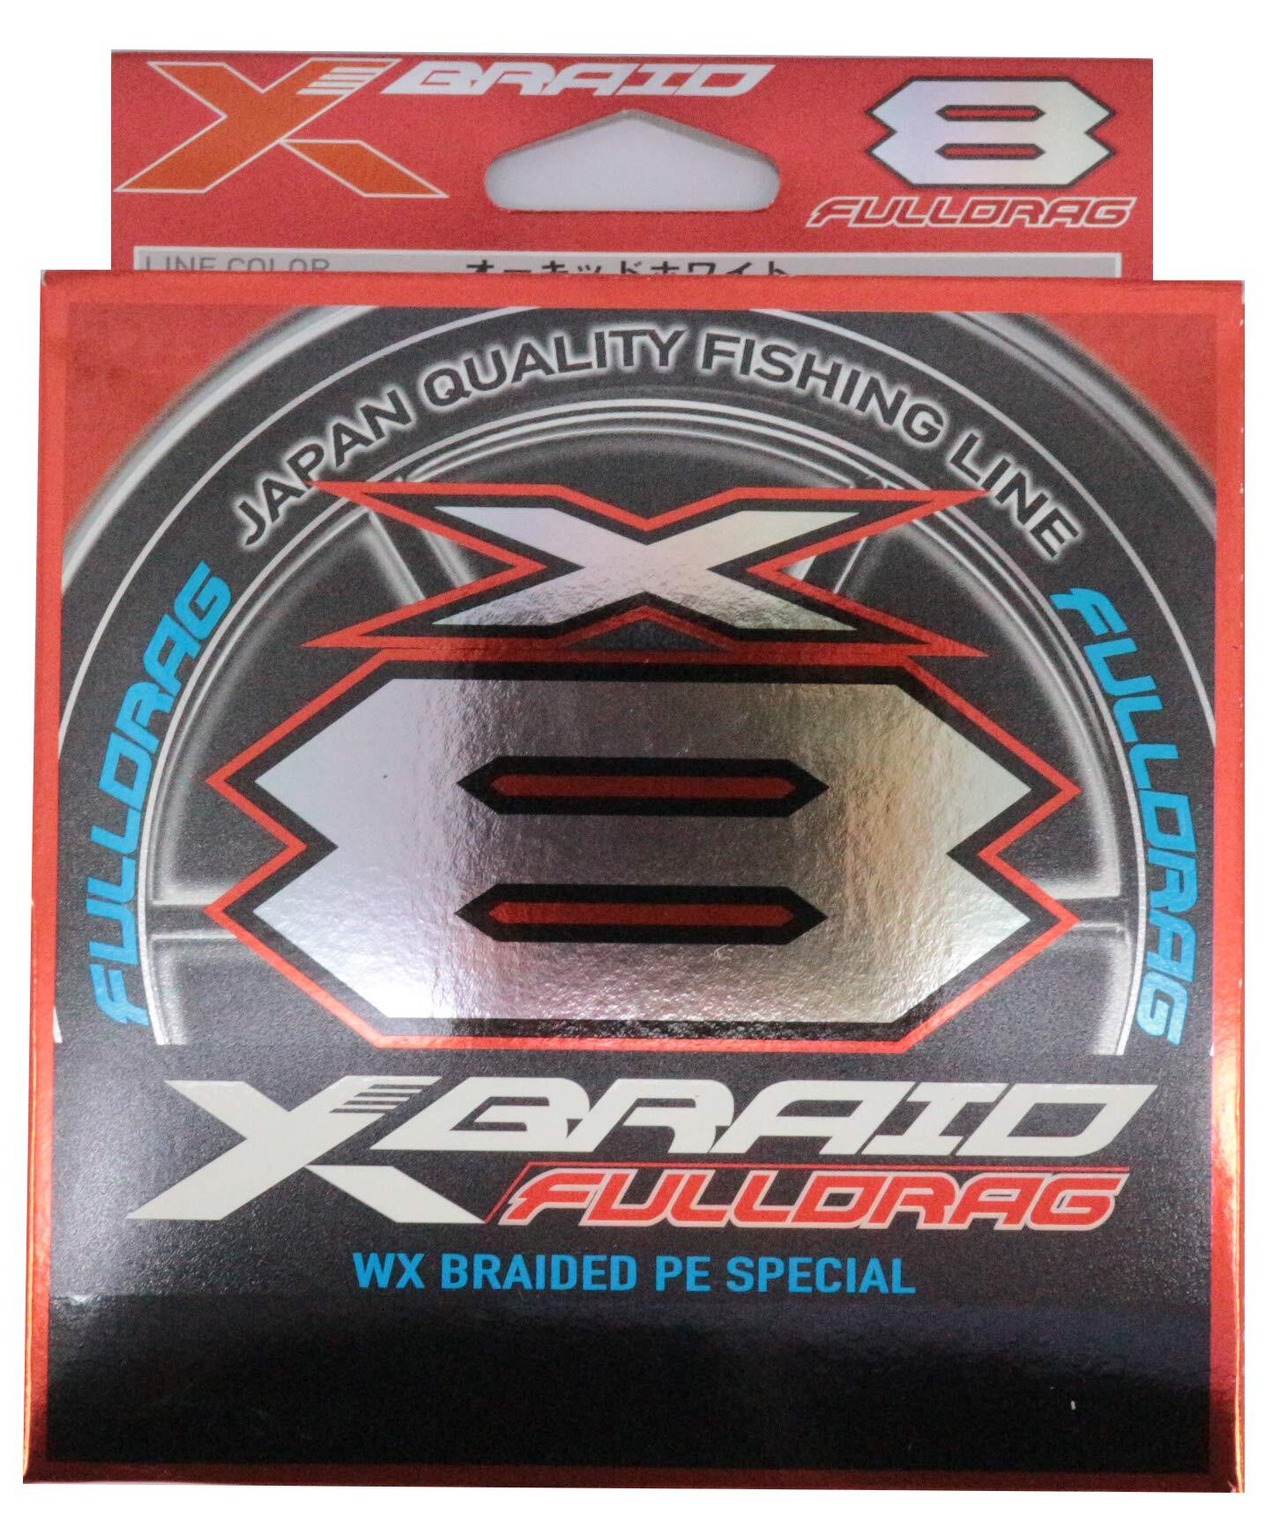 X BRAID
8
FULLDRAG
LINE COLOR オーキッドホワイト
JAPAN QUALITY FISHING LINE
FULLDRAG
FULLDRAG
X
8
X BRAID
FULLDRAG
WX BRAIDED PE SPECIAL